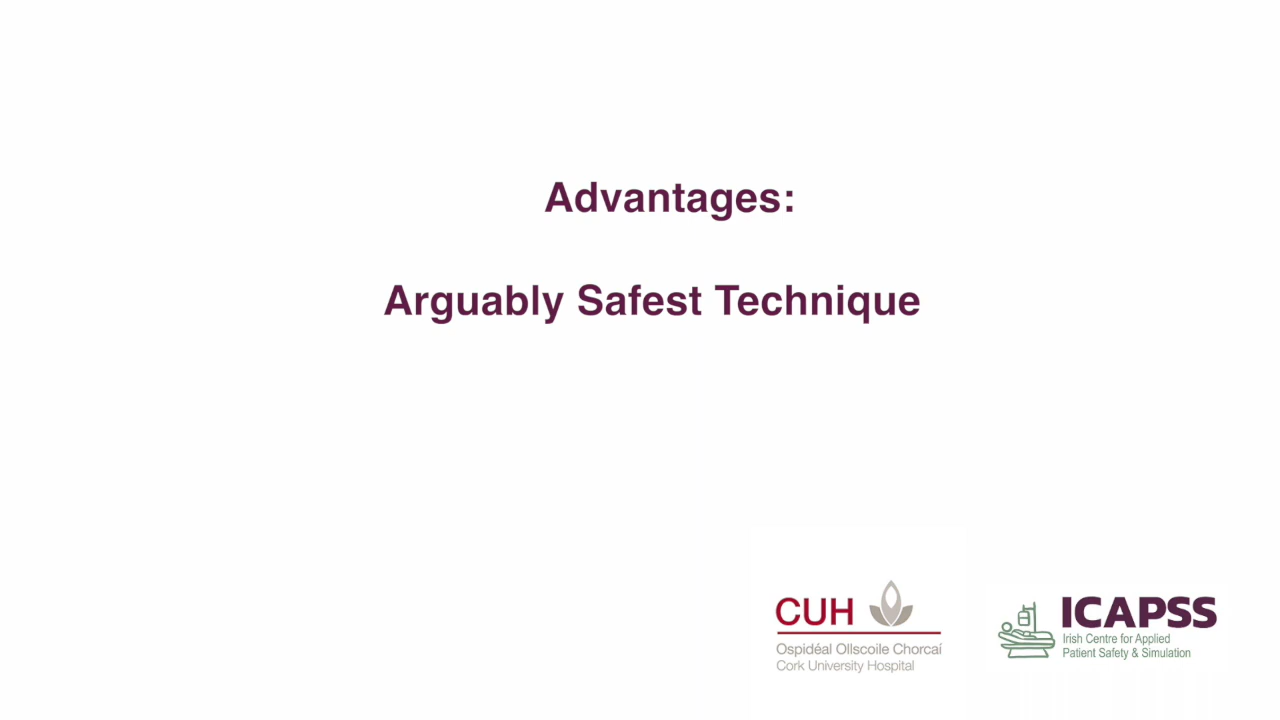 Advantages:
Arguably Safest Technique
CUH
Ospidéal Ollscoile Chorcaí
Cork University Hospital
ICAPSS
Irish Centre for Applied
Patient Safety & Simulation